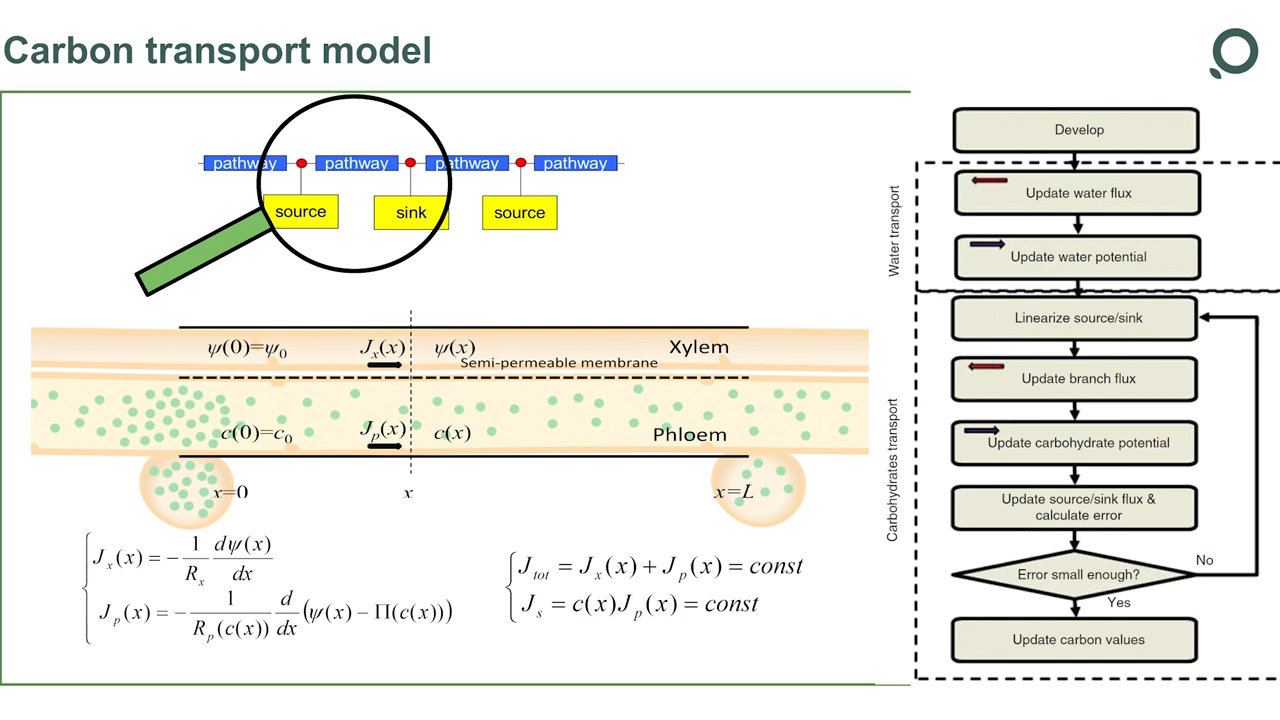 Carbon transport model
pathway pathway pathway pathway
source sink source
ψ(0)=ψ₀ Jₓ(x) ψ(x) Xylem
Semi-permeable membrane
c(0)=c₀ Jₚ(x) c(x) Phloem
x=0 x x=L
Jₓ(x) = − 1/Rₓ dψ(x)/dx
Jₚ(x) = − 1/Rₚ(c(x)) d/dx (ψ(x) − Π(c(x)))
Jₜₒₜ = Jₓ(x) + Jₚ(x) = const
Jₛ = c(x)Jₚ(x) = const
Water transport
Carbohydrates transport
Develop
Update water flux
Update water potential
Linearize source/sink
Update branch flux
Update carbohydrate potential
Update source/sink flux &
calculate error
Error small enough?
No
Yes
Update carbon values